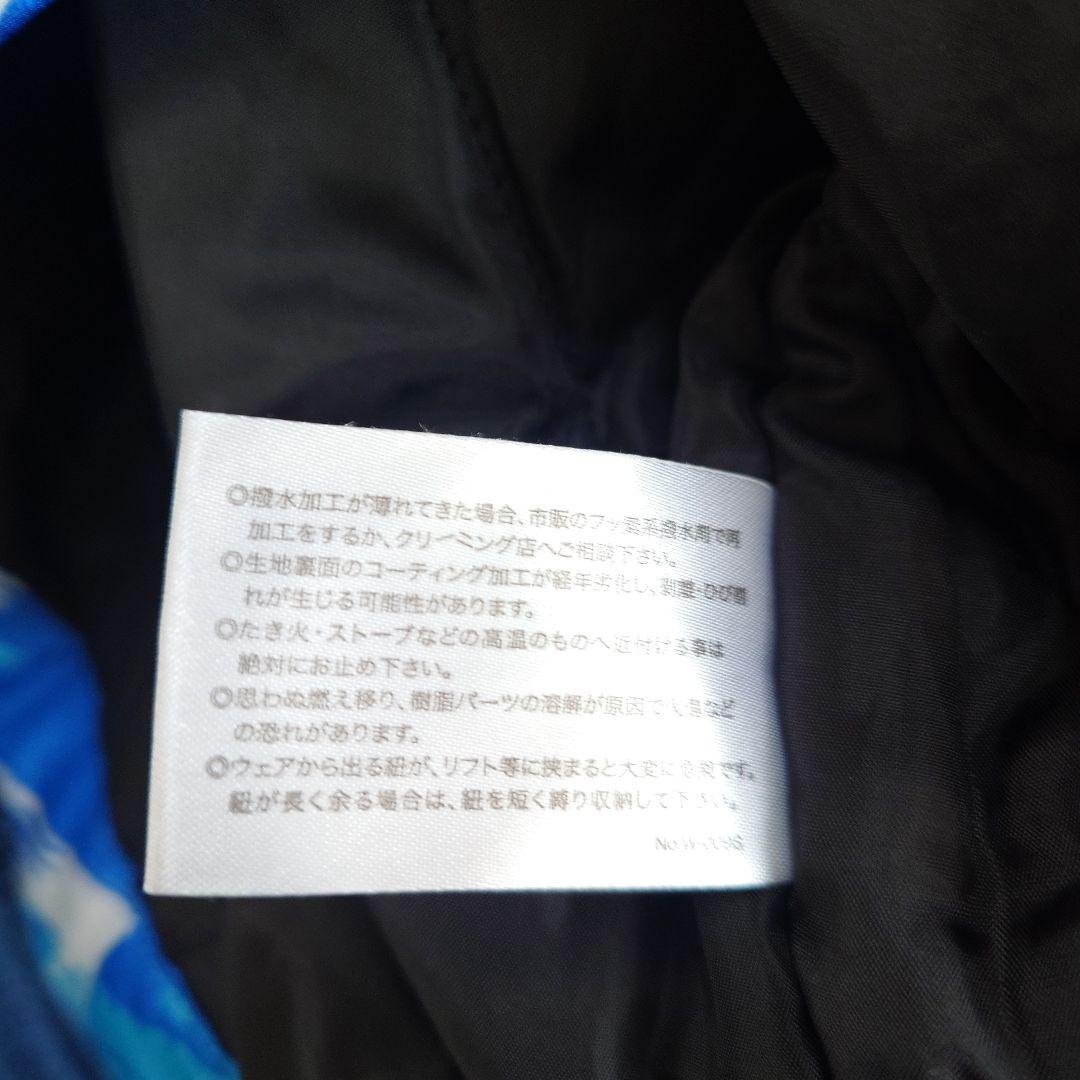 ◎撥水加工が薄れてきた場合、市販のフッ素系撥水剤で再
加工をするか、クリーミング店へご相談下さい。
◎生地裏面のコーティング加工が経年劣化し、剥離・ひび割
れが生じる可能性があります。
◎たき火・ストーブなどの高温のものへ近付ける事は
絶対にお止め下さい。
◎思わぬ燃え移り、樹脂パーツの溶解が原因で火傷など
の恐れがあります。
◎ウェアから出る紐が、リフト等に挟まると大変に危険です。
紐が長く余る場合は、紐を短く縛り収納して下さい。